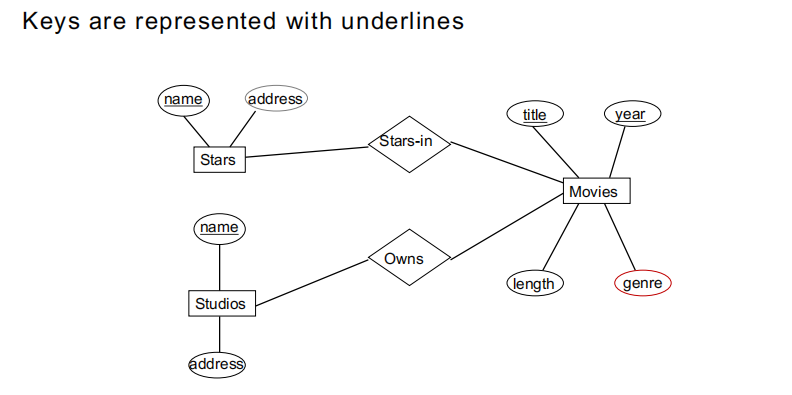 Keys are represented with underlines
name
address
title
year
Stars-in
Stars
Movies
name
Owns
length
genre
Studios
address